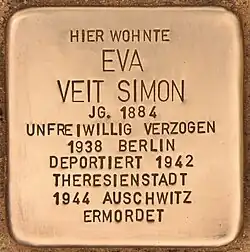 HIER WOHNTE
EVA
VEIT SIMON
JG. 1884
UNFREIWILLIG VERZOGEN
1938 BERLIN
DEPORTIERT 1942
THERESIENSTADT
1944 AUSCHWITZ
ERMORDET